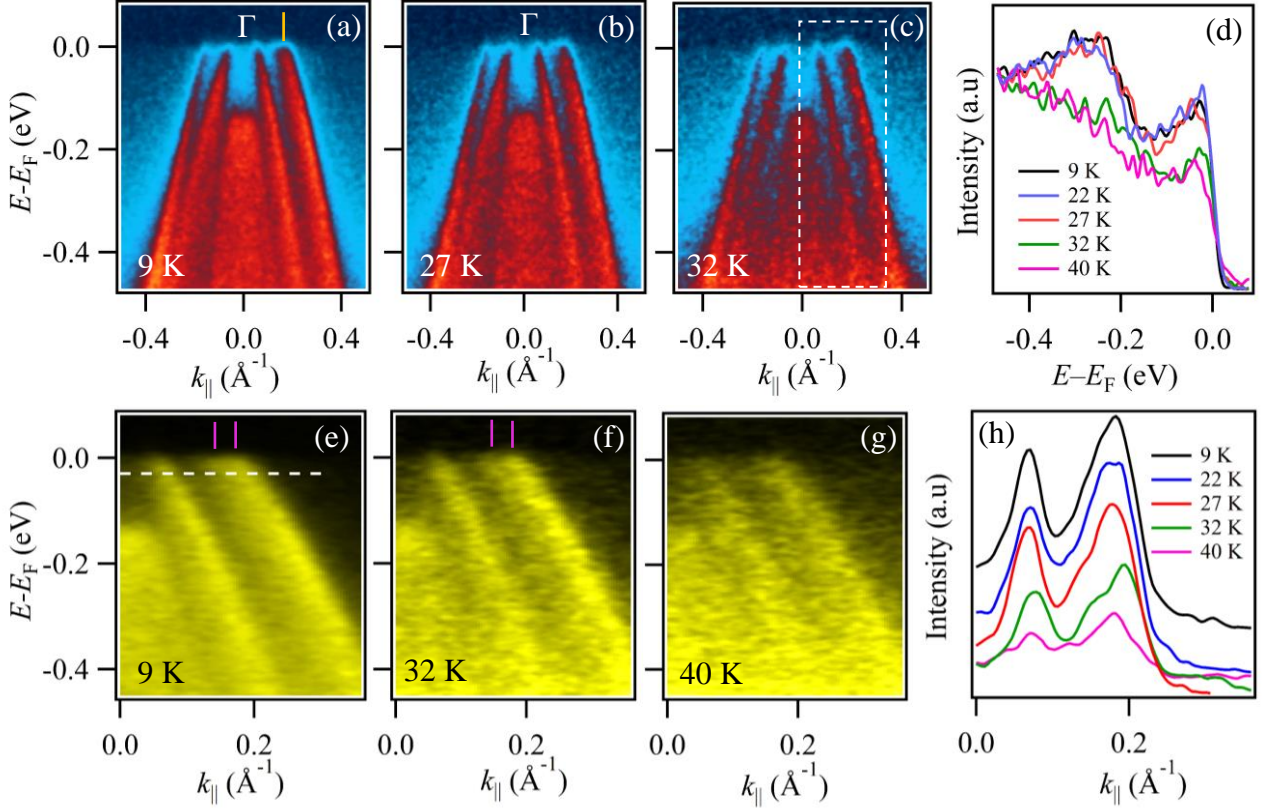 Γ
(a)
0.0
-0.2
-0.4
E-E_F (eV)
9 K
-0.4
0.0
0.4
k_|| (Å⁻¹)
Γ
(b)
27 K
-0.4
0.0
0.4
k_|| (Å⁻¹)
(c)
32 K
-0.4
0.0
0.4
k_|| (Å⁻¹)
(d)
Intensity (a.u)
9 K
22 K
27 K
32 K
40 K
-0.4
-0.2
0.0
E–E_F (eV)
(e)
0.0
-0.2
-0.4
E-E_F (eV)
9 K
0.0
0.2
k_|| (Å⁻¹)
(f)
32 K
0.0
0.2
k_|| (Å⁻¹)
(g)
40 K
0.0
0.2
k_|| (Å⁻¹)
(h)
Intensity (a.u)
9 K
22 K
27 K
32 K
40 K
0.0
0.2
k_|| (Å⁻¹)